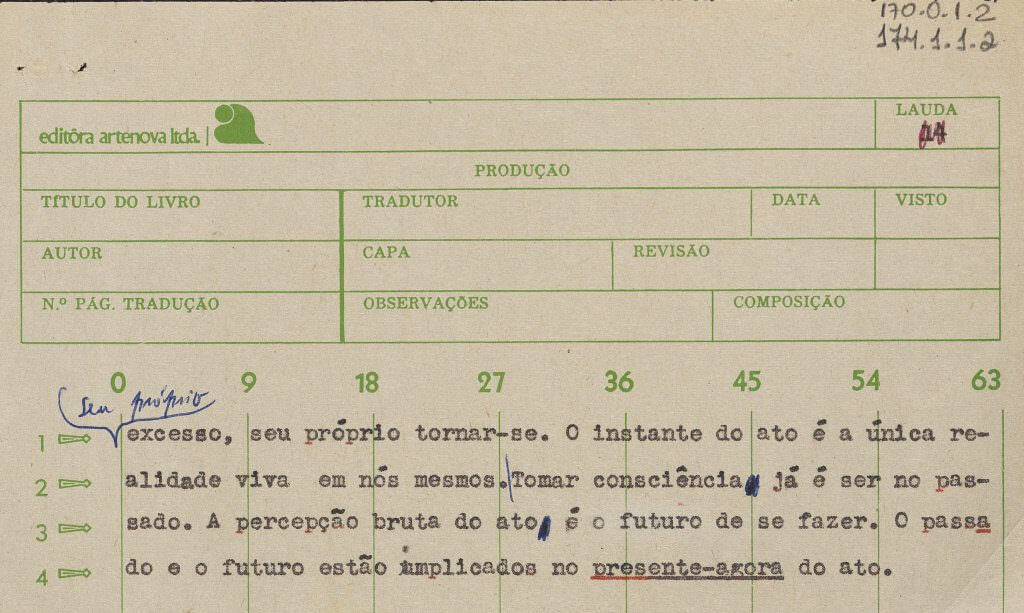 170.0.1.2
174.1.1.2
editôra artenova ltda.
LAUDA
PRODUÇÃO
TÍTULO DO LIVRO TRADUTOR DATA VISTO
AUTOR CAPA REVISÃO
N.º PÁG. TRADUÇÃO OBSERVAÇÕES COMPOSIÇÃO
0 9 18 27 36 45 54 63
seu próprio
1 excesso, seu próprio tornar-se. O instante do ato é a única re-
2 alidade viva em nós mesmos. Tomar consciência já é ser no pas-
3 sado. A percepção bruta do ato é o futuro de se fazer. O passa
4 do e o futuro estão implicados no presente-agora do ato.